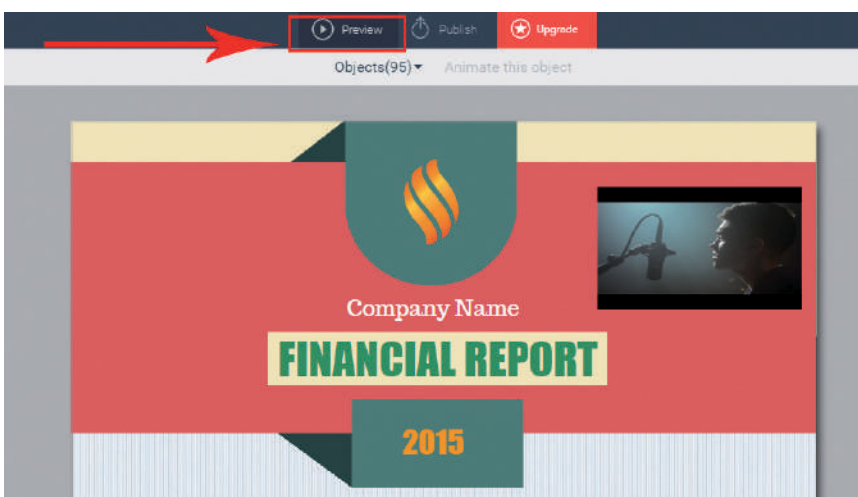 Preview Publish Upgrade
Objects(95) Animate this object
Company Name
FINANCIAL REPORT
2015